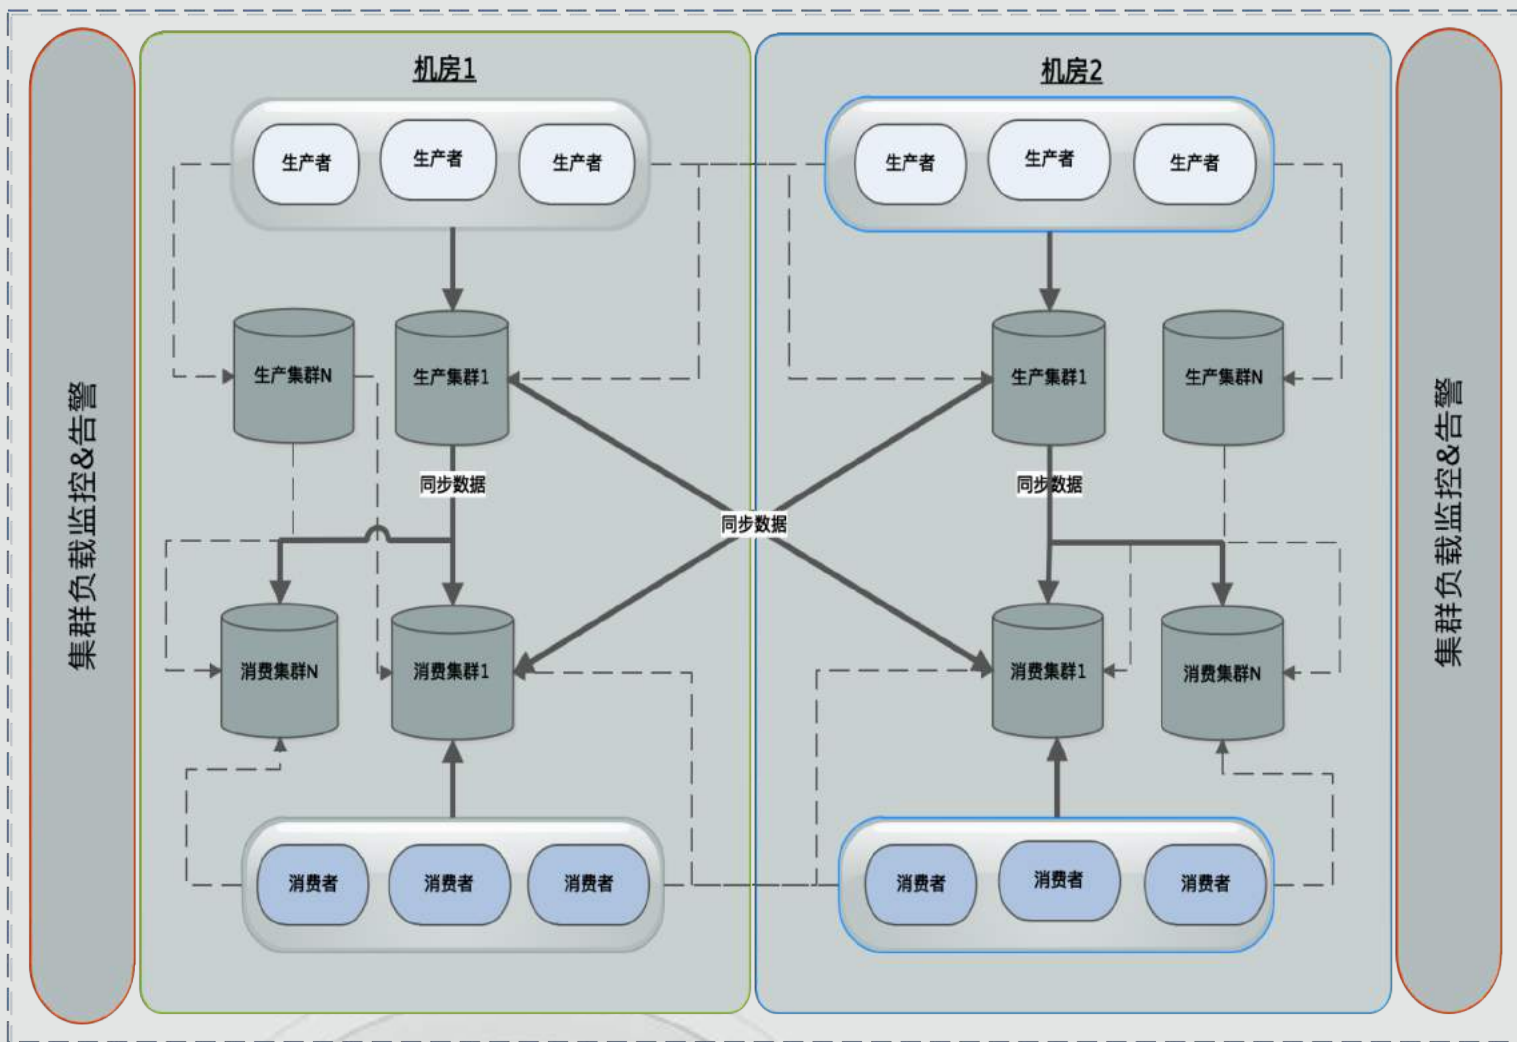 机房1
机房2
生产者
生产者
生产者
生产者
生产者
生产者
生产集群N
生产集群1
生产集群1
生产集群N
集群负载监控&告警
集群负载监控&告警
同步数据
同步数据
同步数据
消费集群N
消费集群1
消费集群1
消费集群N
消费者
消费者
消费者
消费者
消费者
消费者